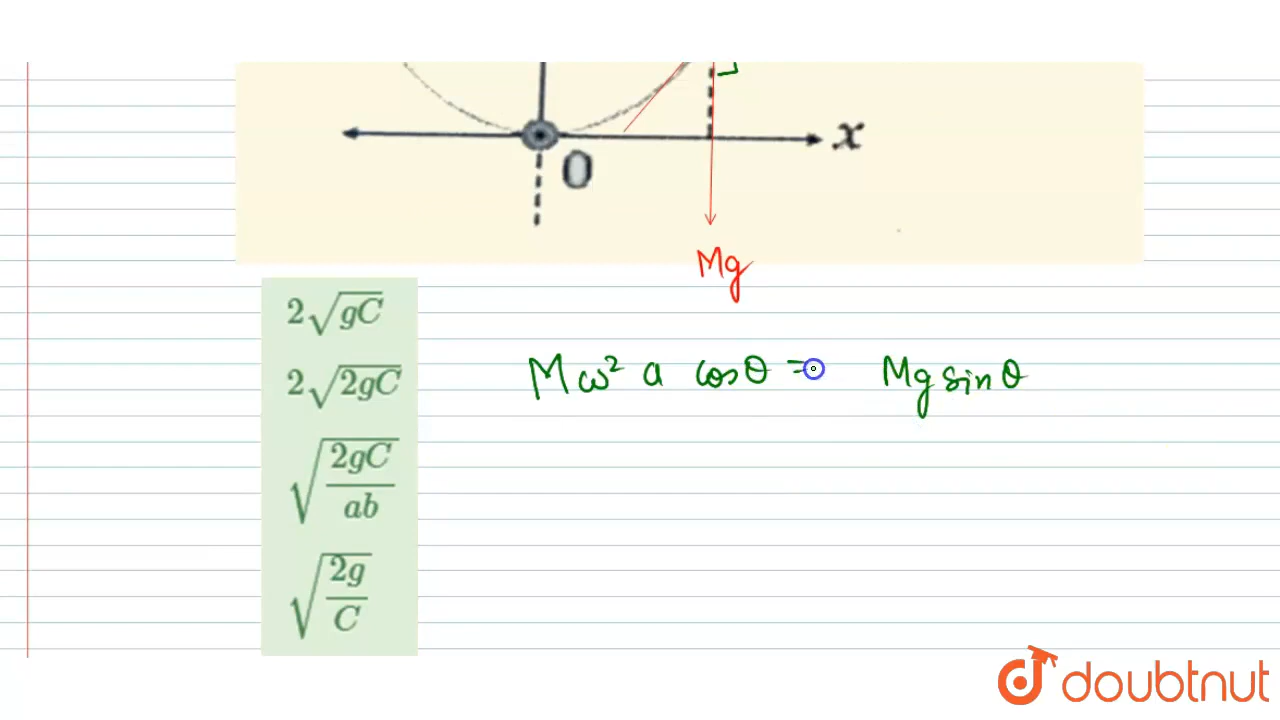 x
0
Mg
2√gC
Mω² a cosθ = Mg sinθ
2√2gC
√2gC/ab
√2g/C
doubtnut